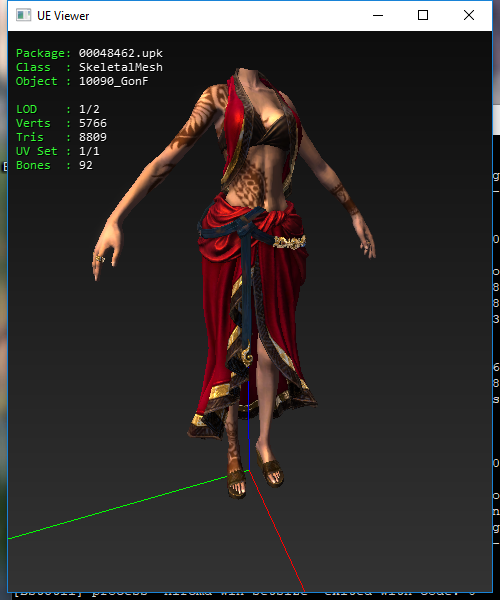 UE Viewer
Package: 00048462.upk
Class : SkeletalMesh
Object : 10090_GonF
LOD : 1/2
Verts : 5766
Tris : 8809
UV Set : 1/1
Bones : 92